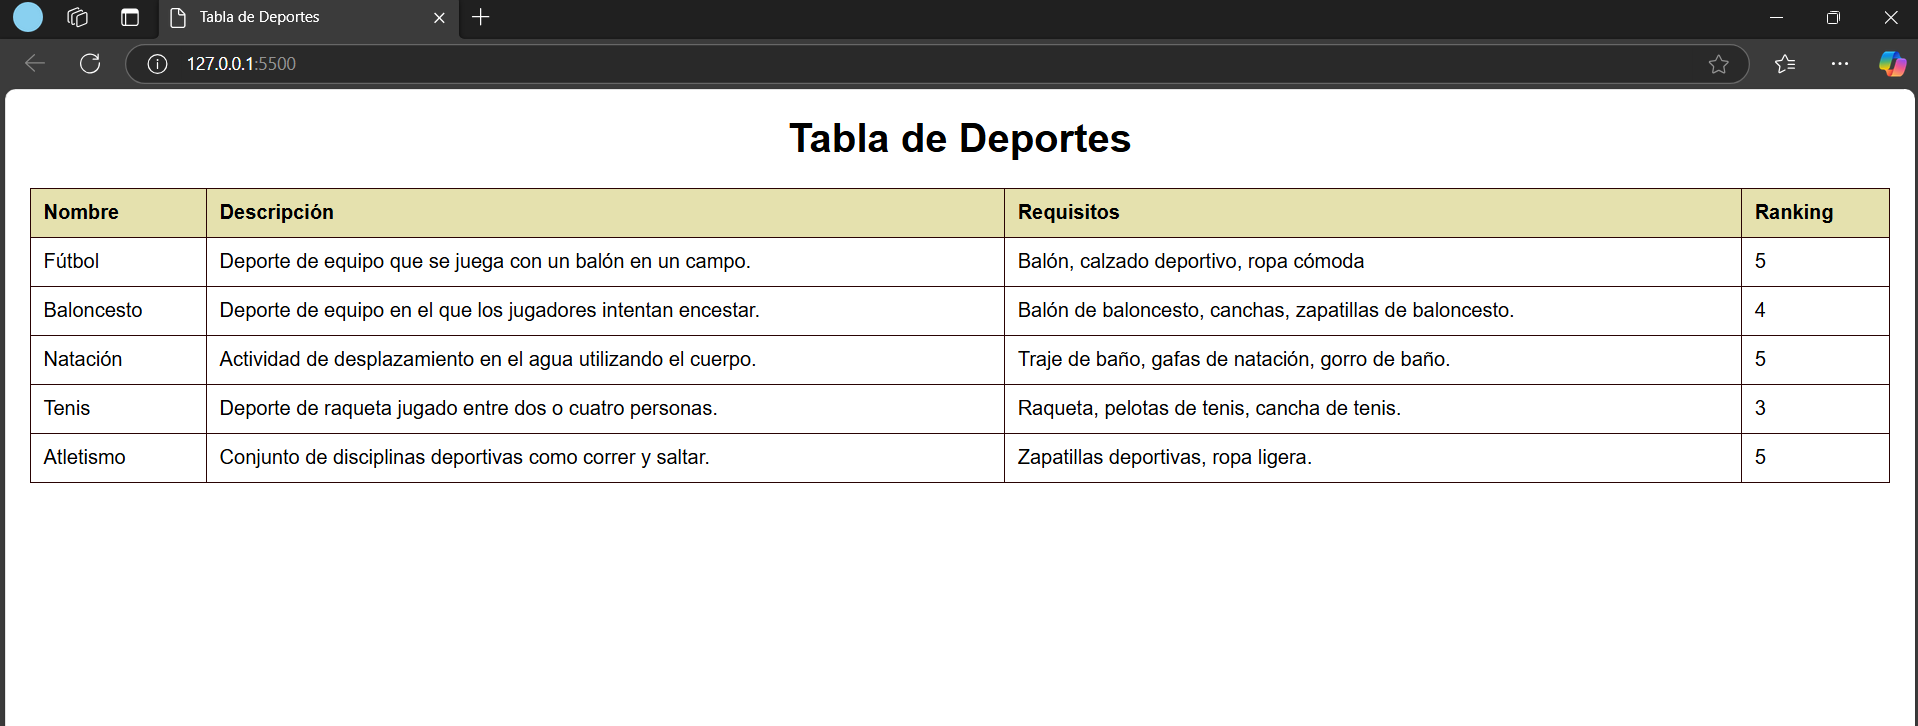 Tabla de Deportes
127.0.0.1:5500
Tabla de Deportes
Nombre Descripción Requisitos Ranking
Fútbol Deporte de equipo que se juega con un balón en un campo. Balón, calzado deportivo, ropa cómoda 5
Baloncesto Deporte de equipo en el que los jugadores intentan encestar. Balón de baloncesto, canchas, zapatillas de baloncesto. 4
Natación Actividad de desplazamiento en el agua utilizando el cuerpo. Traje de baño, gafas de natación, gorro de baño. 5
Tenis Deporte de raqueta jugado entre dos o cuatro personas. Raqueta, pelotas de tenis, cancha de tenis. 3
Atletismo Conjunto de disciplinas deportivas como correr y saltar. Zapatillas deportivas, ropa ligera. 5